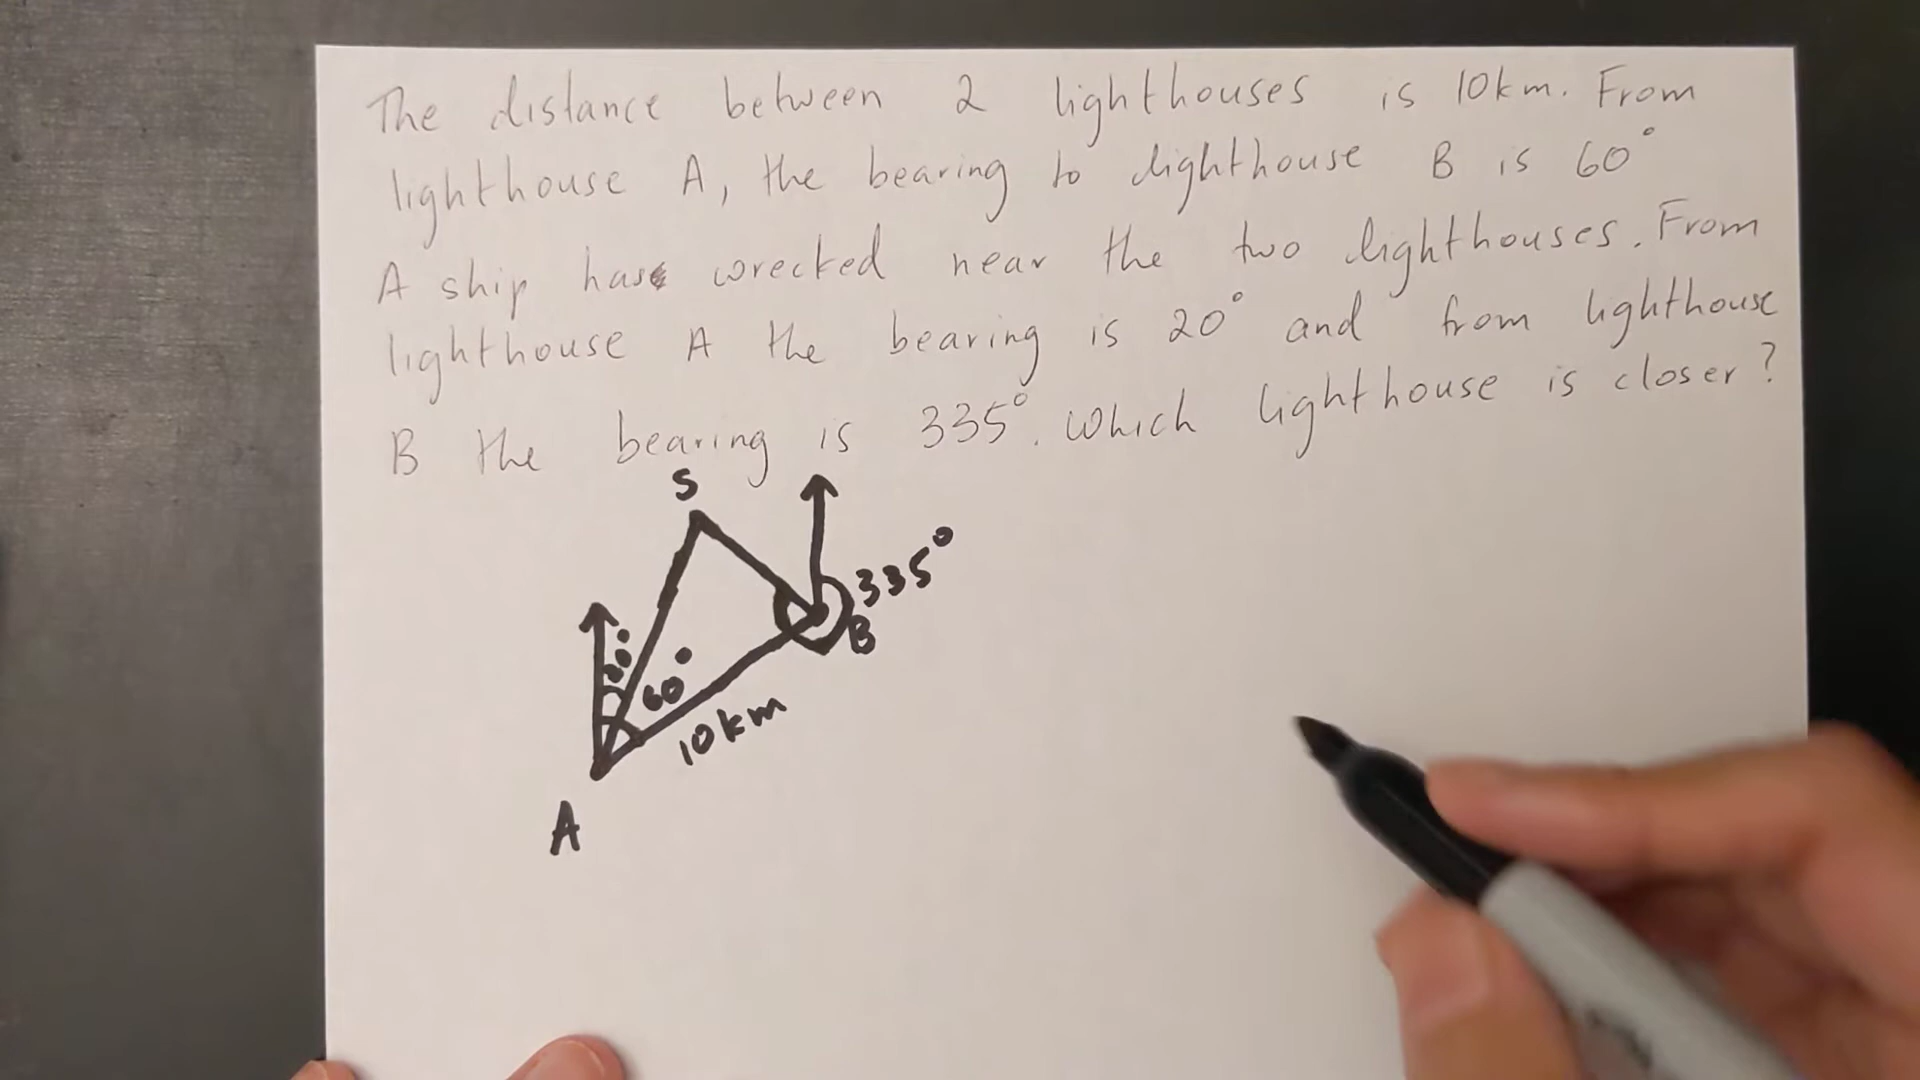 The distance between 2 lighthouses is 10km. From
lighthouse A, the bearing to lighthouse B is 60°
A ship has wrecked near the two lighthouses. From
lighthouse A the bearing is 20° and from lighthouse
B the bearing is 335°. Which lighthouse is closer?
S
335°
B
20°
60°
10km
A